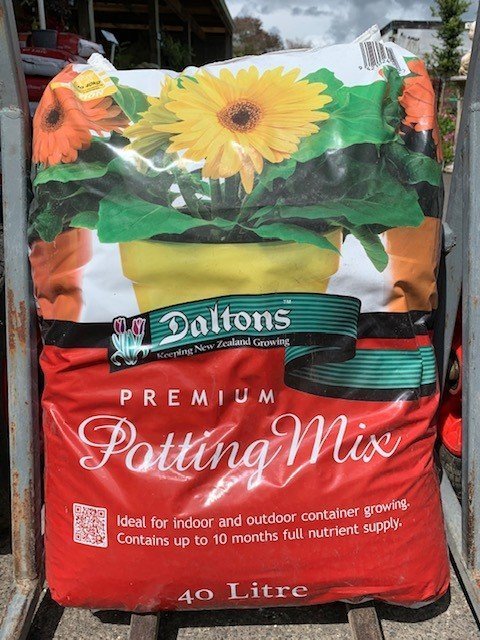 Daltons™
Keeping New Zealand Growing
PREMIUM
Potting Mix
Ideal for indoor and outdoor container growing.
Contains up to 10 months full nutrient supply.
40 Litre